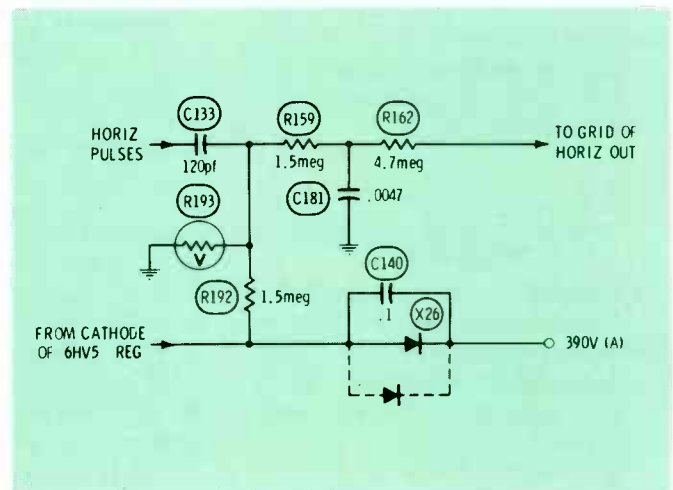 C133
R159
R162
HORIZ
PULSES
120pf
1.5meg
4.7meg
TO GRID OF
HORIZ OUT
R193
V
C181
.0047
R192
1.5meg
C140
.1
X26
FROM CATHODE
OF 6HV5 REG
390V (A)